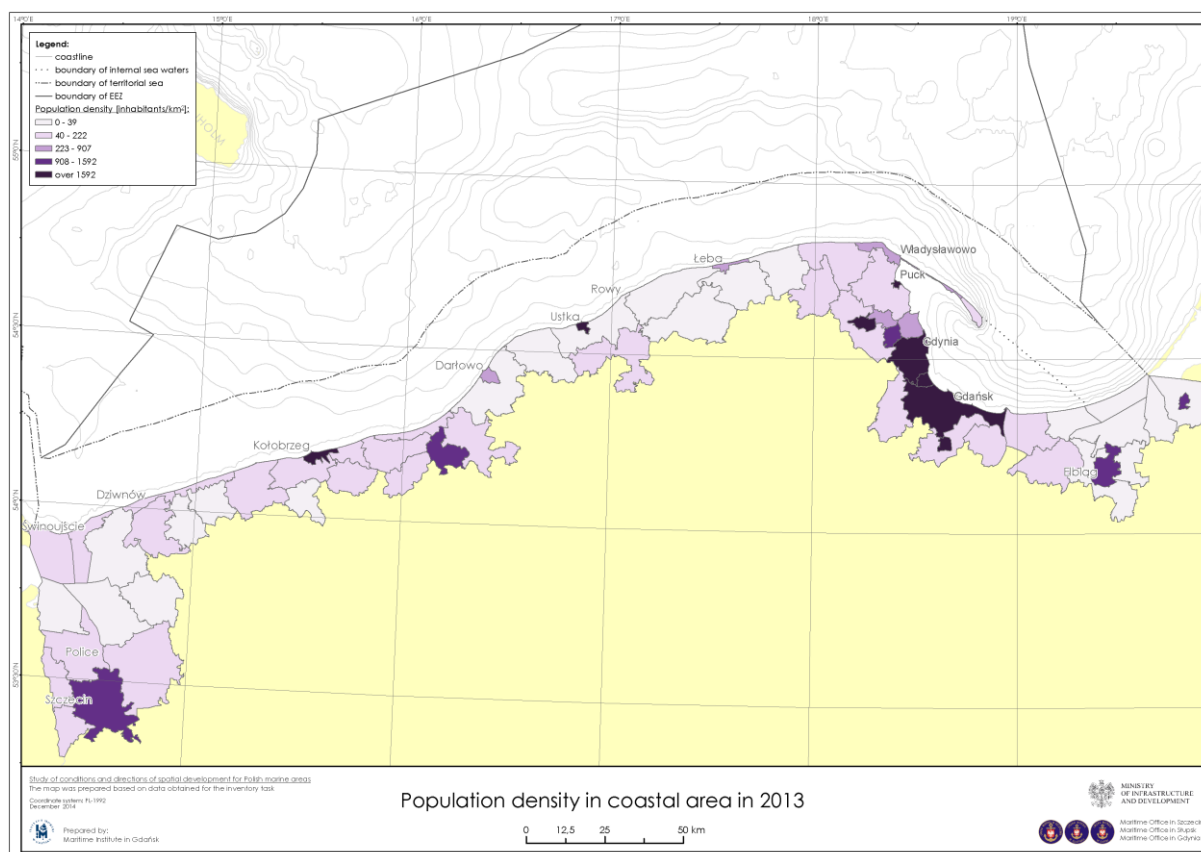 14°0'E
15°0'E
16°0'E
17°0'E
18°0'E
19°0'E
Legend:
coastline
boundary of internal sea waters
boundary of territorial sea
boundary of EEZ
Population density [inhabitants/km²]:
0 - 39
40 - 222
223 - 907
908 - 1592
over 1592
Władysławowo
Łeba
Puck
Rowy
Ustka
Gdynia
Darłowo
Gdańsk
Kołobrzeg
Elbląg
Dziwnów
Świnoujście
Police
Szczecin
Study of conditions and directions of spatial development for Polish marine areas
The map was prepared based on data obtained for the inventory task
Coordinate system: PL-1992
December 2014
Prepared by:
Maritime Institute in Gdańsk
Population density in coastal area in 2013
0 12,5 25 50 km
MINISTRY
OF INFRASTRUCTURE
AND DEVELOPMENT
Maritime Office in Szczecin
Maritime Office in Słupsk
Maritime Office in Gdynia